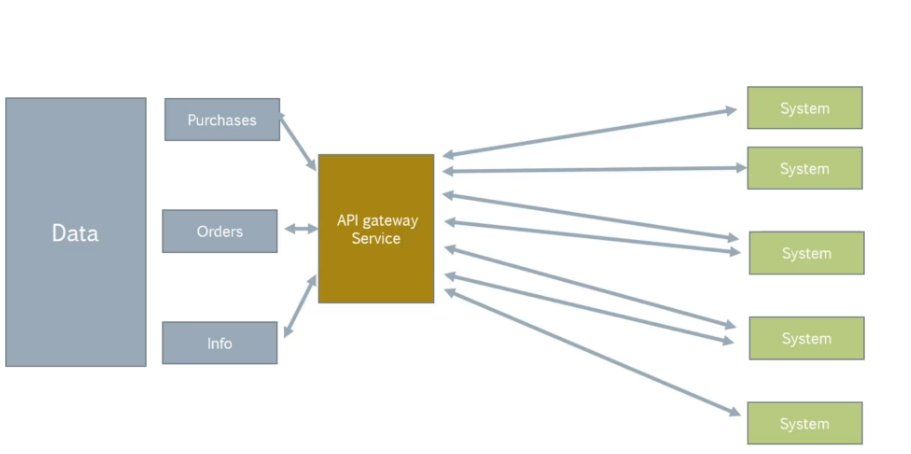 Data
Purchases
Orders
Info
API gateway
Service
System
System
System
System
System